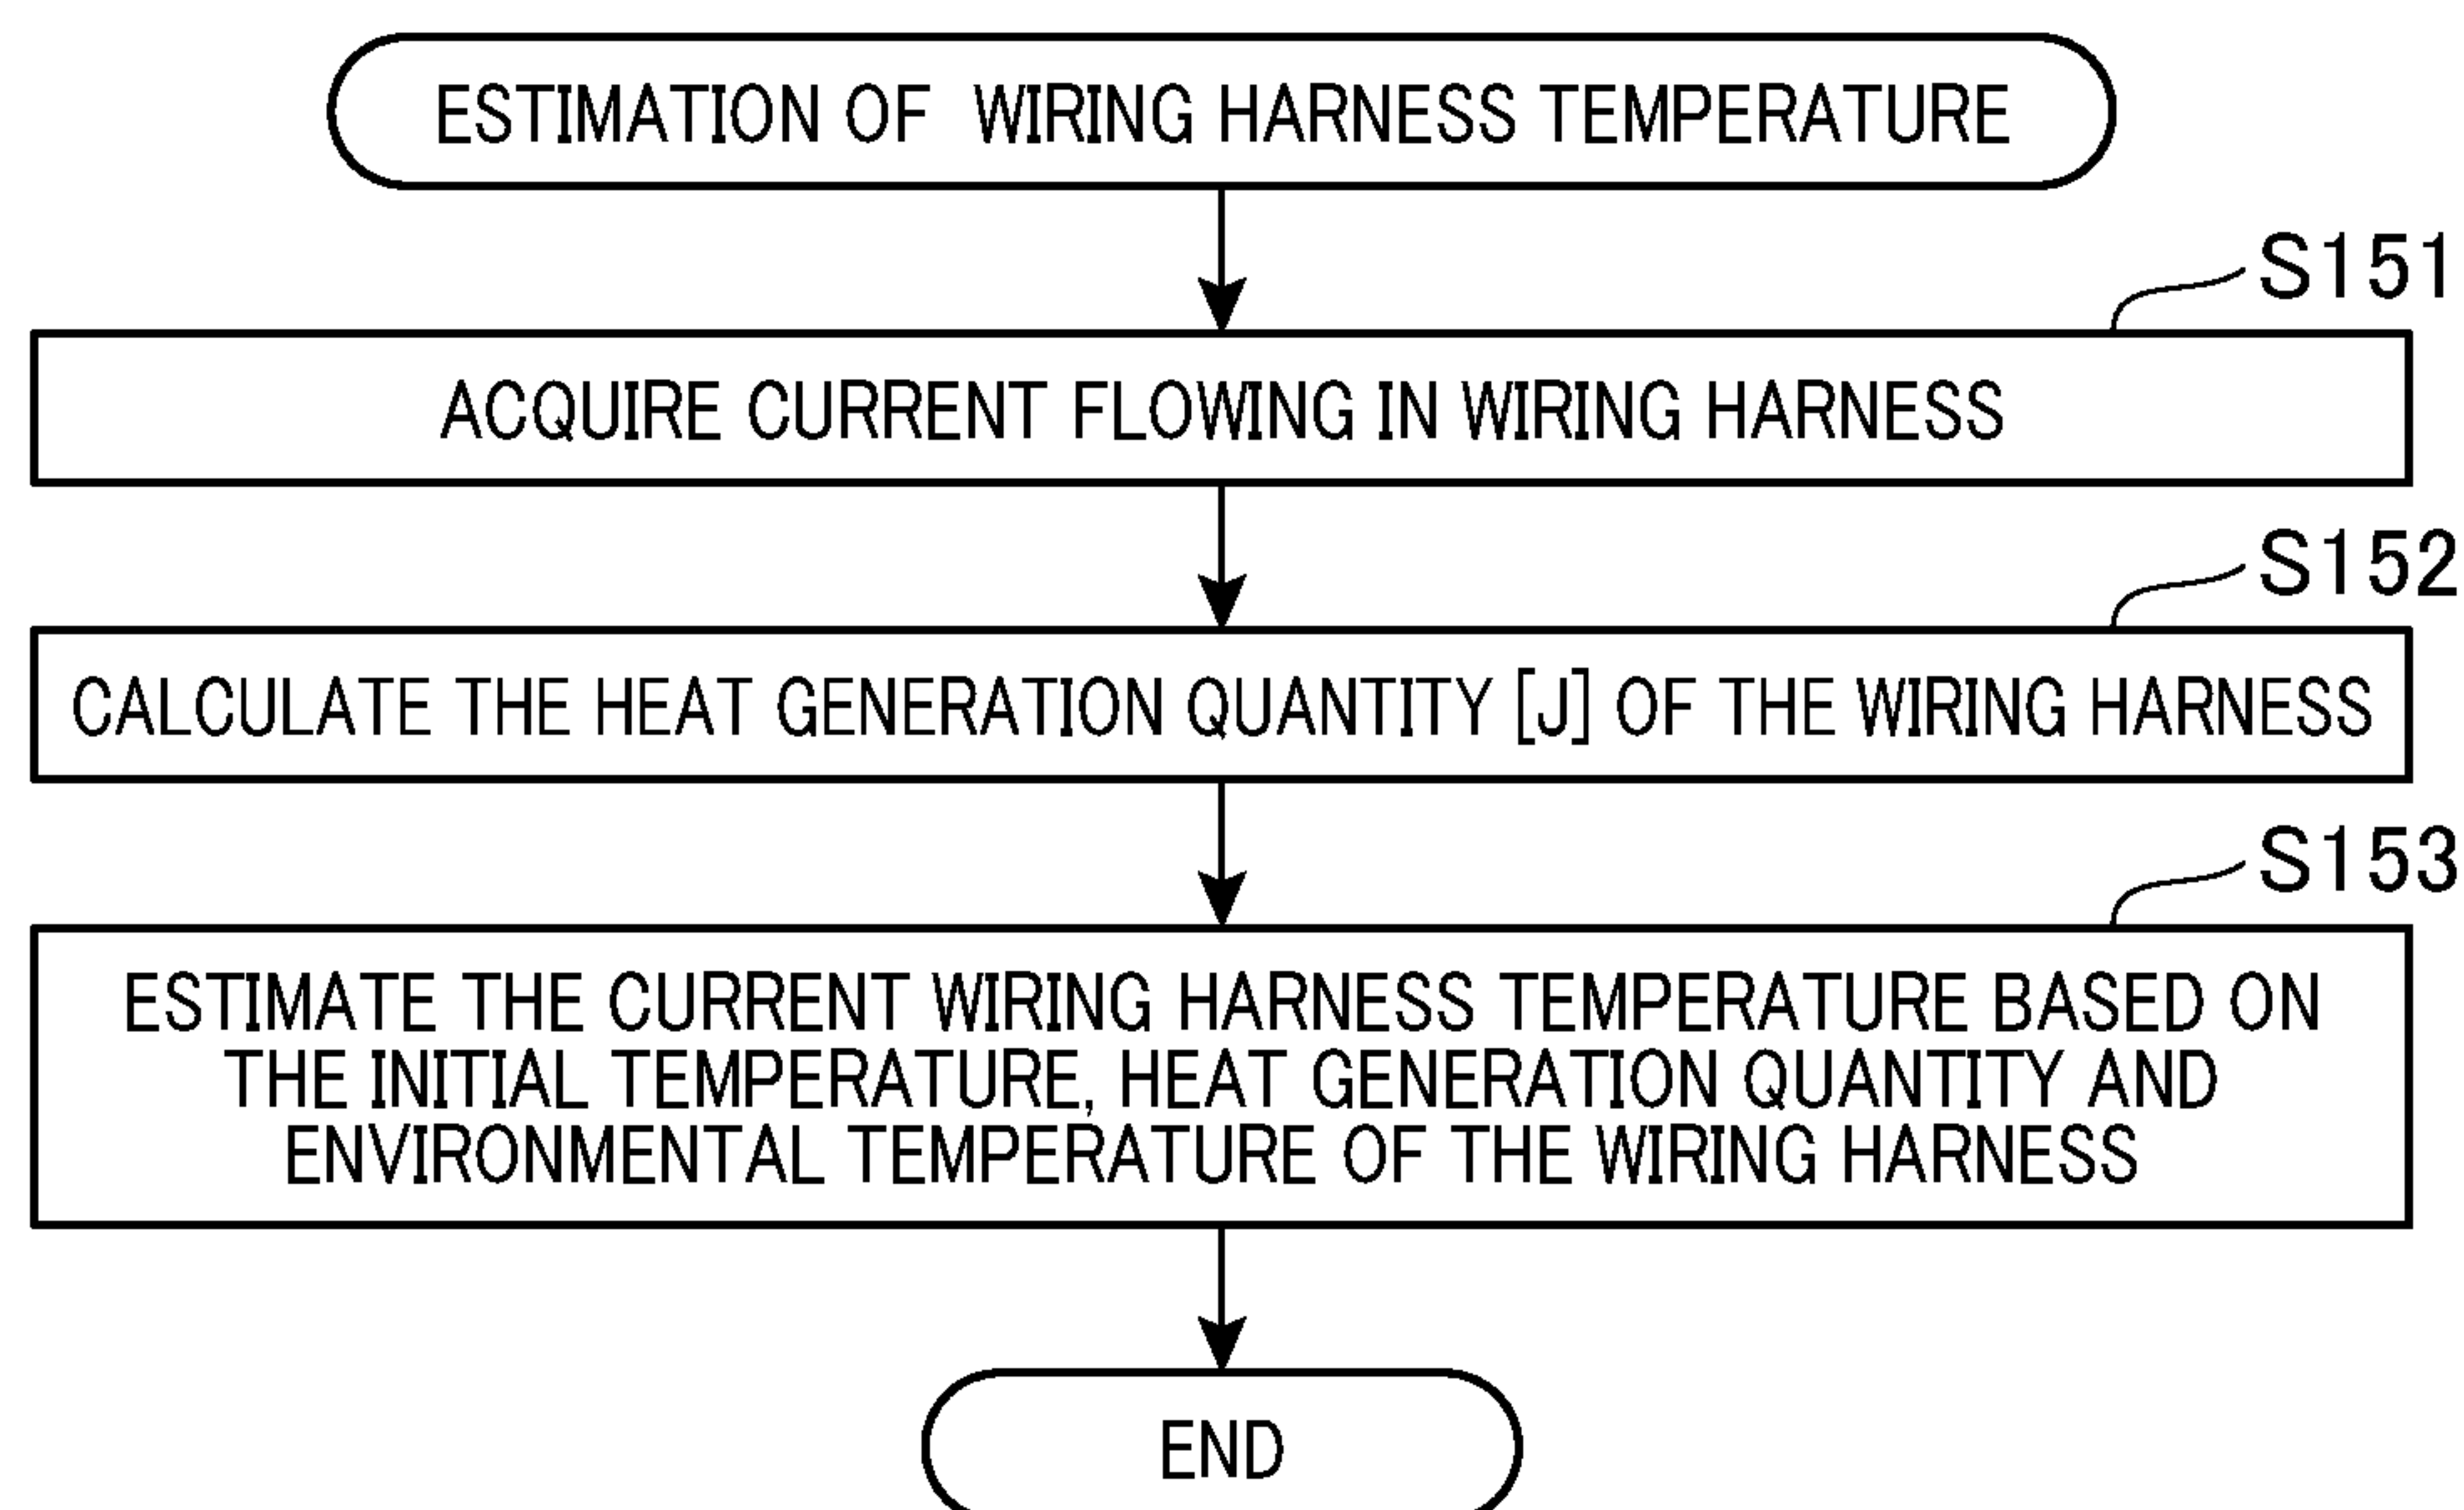 ESTIMATION OF WIRING HARNESS TEMPERATURE
S151
ACQUIRE CURRENT FLOWING IN WIRING HARNESS
S152
CALCULATE THE HEAT GENERATION QUANTITY [J] OF THE WIRING HARNESS
S153
ESTIMATE THE CURRENT WIRING HARNESS TEMPERATURE BASED ON
THE INITIAL TEMPERATURE, HEAT GENERATION QUANTITY AND
ENVIRONMENTAL TEMPERATURE OF THE WIRING HARNESS
END